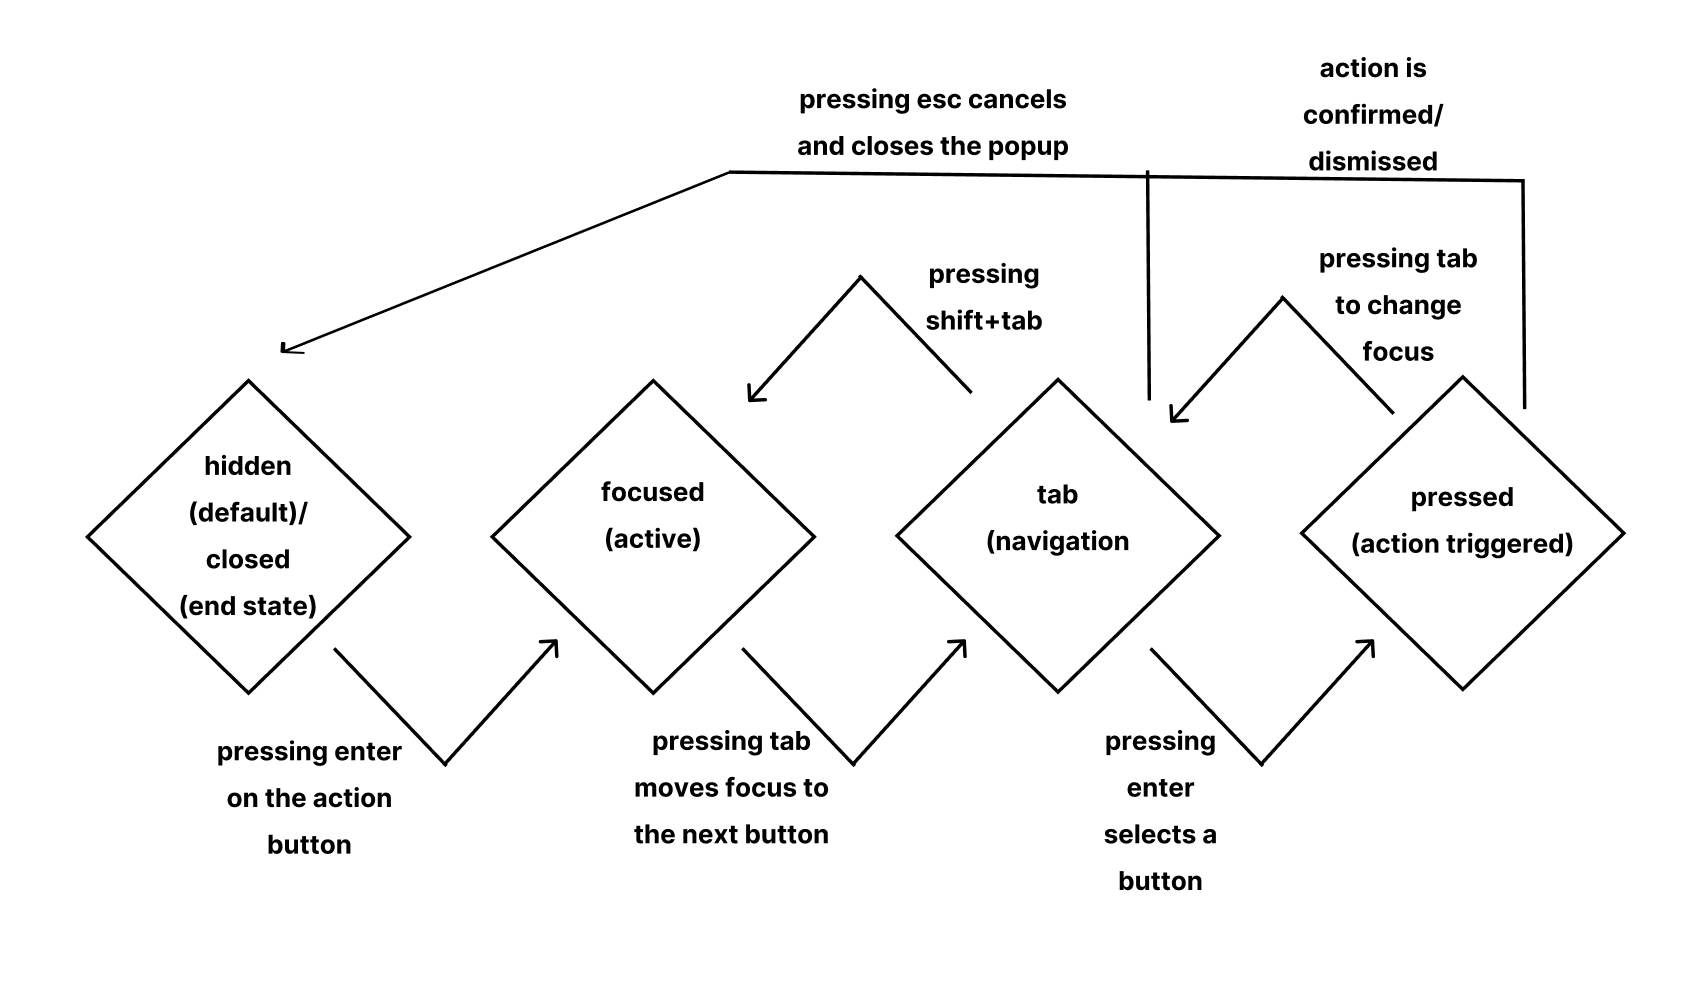 action is
confirmed/
dismissed
pressing esc cancels
and closes the popup
pressing
shift+tab
pressing tab
to change
focus
hidden
(default)/
closed
(end state)
focused
(active)
tab
(navigation
pressed
(action triggered)
pressing enter
on the action
button
pressing tab
moves focus to
the next button
pressing
enter
selects a
button